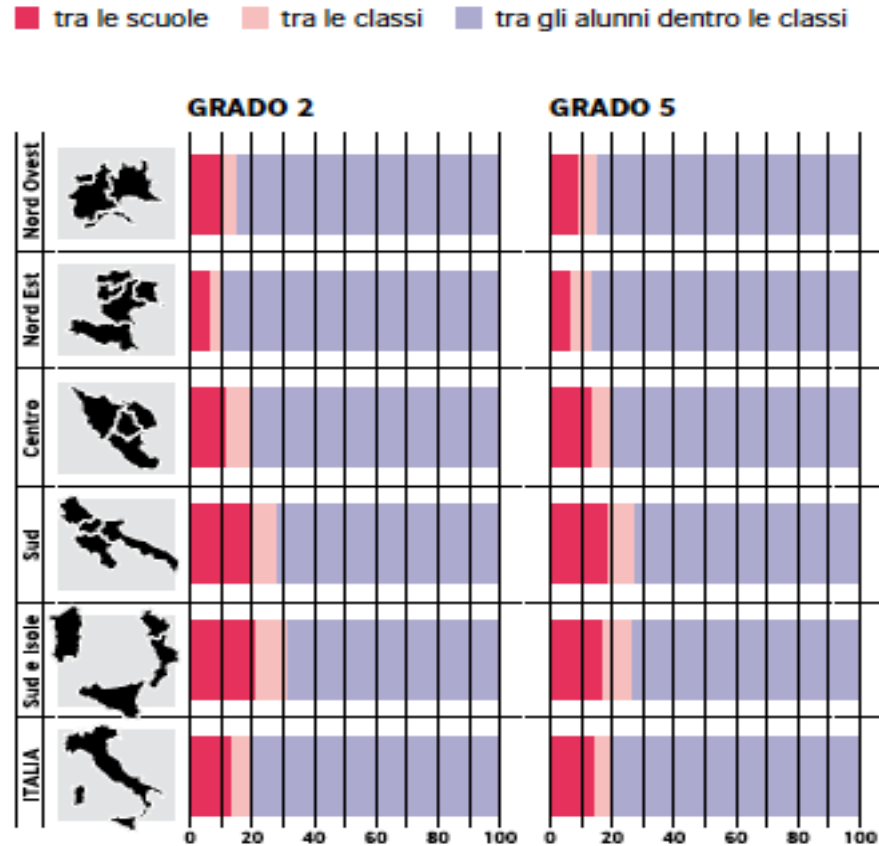 tra le scuole tra le classi tra gli alunni dentro le classi
GRADO 2 GRADO 5
Nord Ovest
Nord Est
Centro
Sud
Sud e Isole
ITALIA
0 20 40 60 80 100 0 20 40 60 80 100